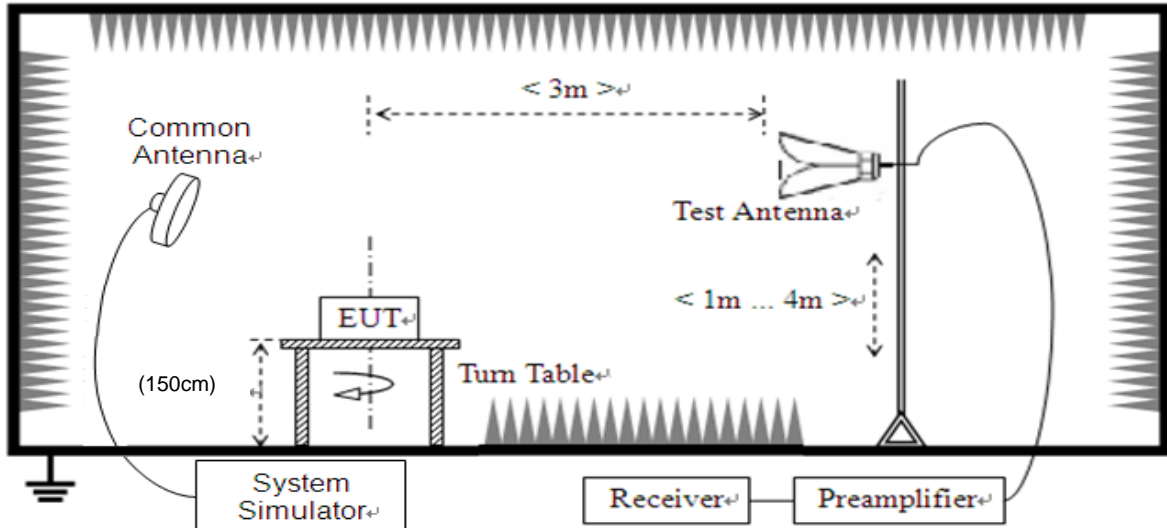 < 3m >↵
Common
Antenna↵
Test Antenna↵
< 1m ... 4m >↵
EUT↵
(150cm)
Turn Table↵
System
Simulator↵
Receiver↵
Preamplifier↵